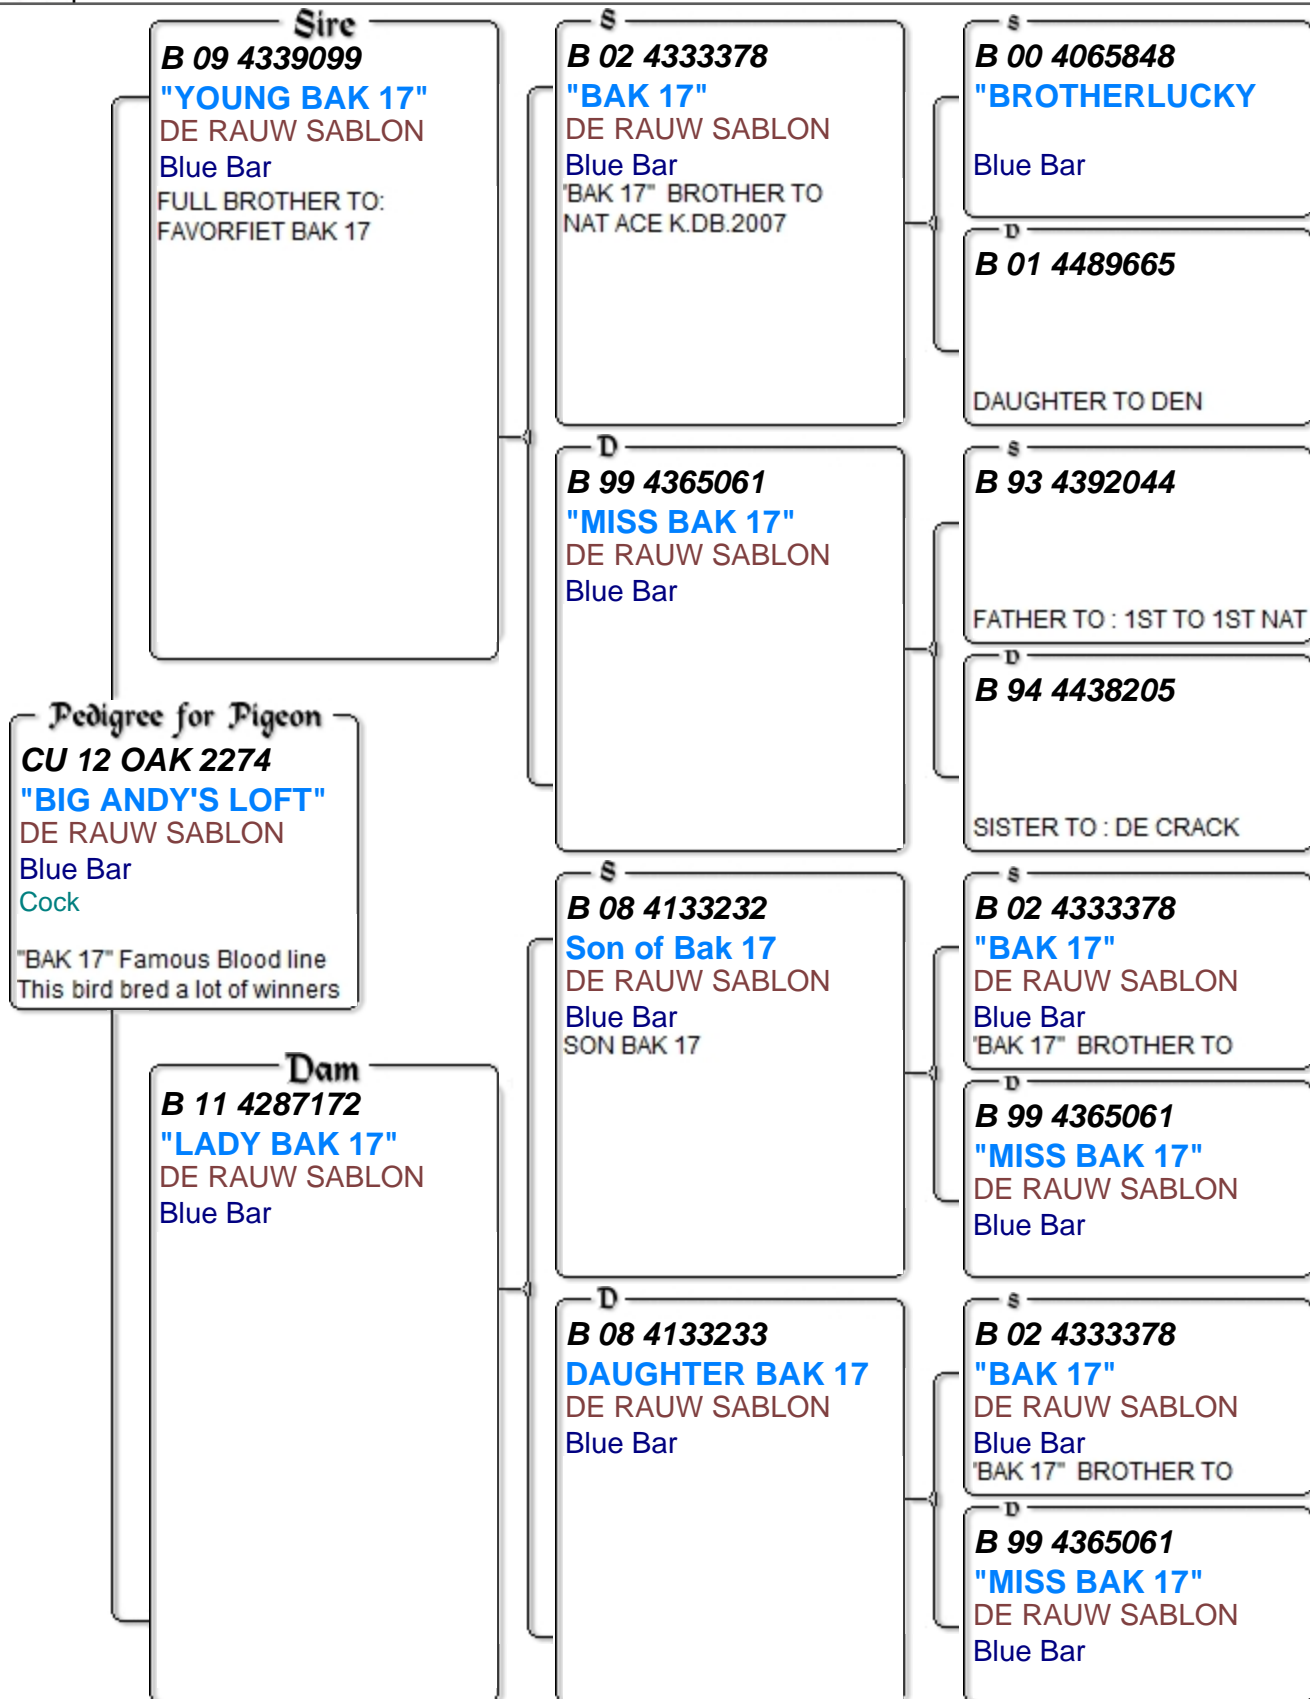 Sire
B 09 4339099
"YOUNG BAK 17"
DE RAUW SABLON
Blue Bar
FULL BROTHER TO:
FAVORFIET BAK 17
S
B 02 4333378
"BAK 17"
DE RAUW SABLON
Blue Bar
"BAK 17" BROTHER TO
NAT ACE K.DB.2007
S
B 00 4065848
"BROTHERLUCKY
Blue Bar
D
B 01 4489665
DAUGHTER TO DEN
D
B 99 4365061
"MISS BAK 17"
DE RAUW SABLON
Blue Bar
S
B 93 4392044
FATHER TO : 1ST TO 1ST NAT
D
B 94 4438205
SISTER TO : DE CRACK
Pedigree for Pigeon
CU 12 OAK 2274
"BIG ANDY'S LOFT"
DE RAUW SABLON
Blue Bar
Cock
"BAK 17" Famous Blood line
This bird bred a lot of winners
Dam
B 11 4287172
"LADY BAK 17"
DE RAUW SABLON
Blue Bar
S
B 08 4133232
Son of Bak 17
DE RAUW SABLON
Blue Bar
SON BAK 17
S
B 02 4333378
"BAK 17"
DE RAUW SABLON
Blue Bar
"BAK 17" BROTHER TO
D
B 99 4365061
"MISS BAK 17"
DE RAUW SABLON
Blue Bar
D
B 08 4133233
DAUGHTER BAK 17
DE RAUW SABLON
Blue Bar
S
B 02 4333378
"BAK 17"
DE RAUW SABLON
Blue Bar
"BAK 17" BROTHER TO
D
B 99 4365061
"MISS BAK 17"
DE RAUW SABLON
Blue Bar